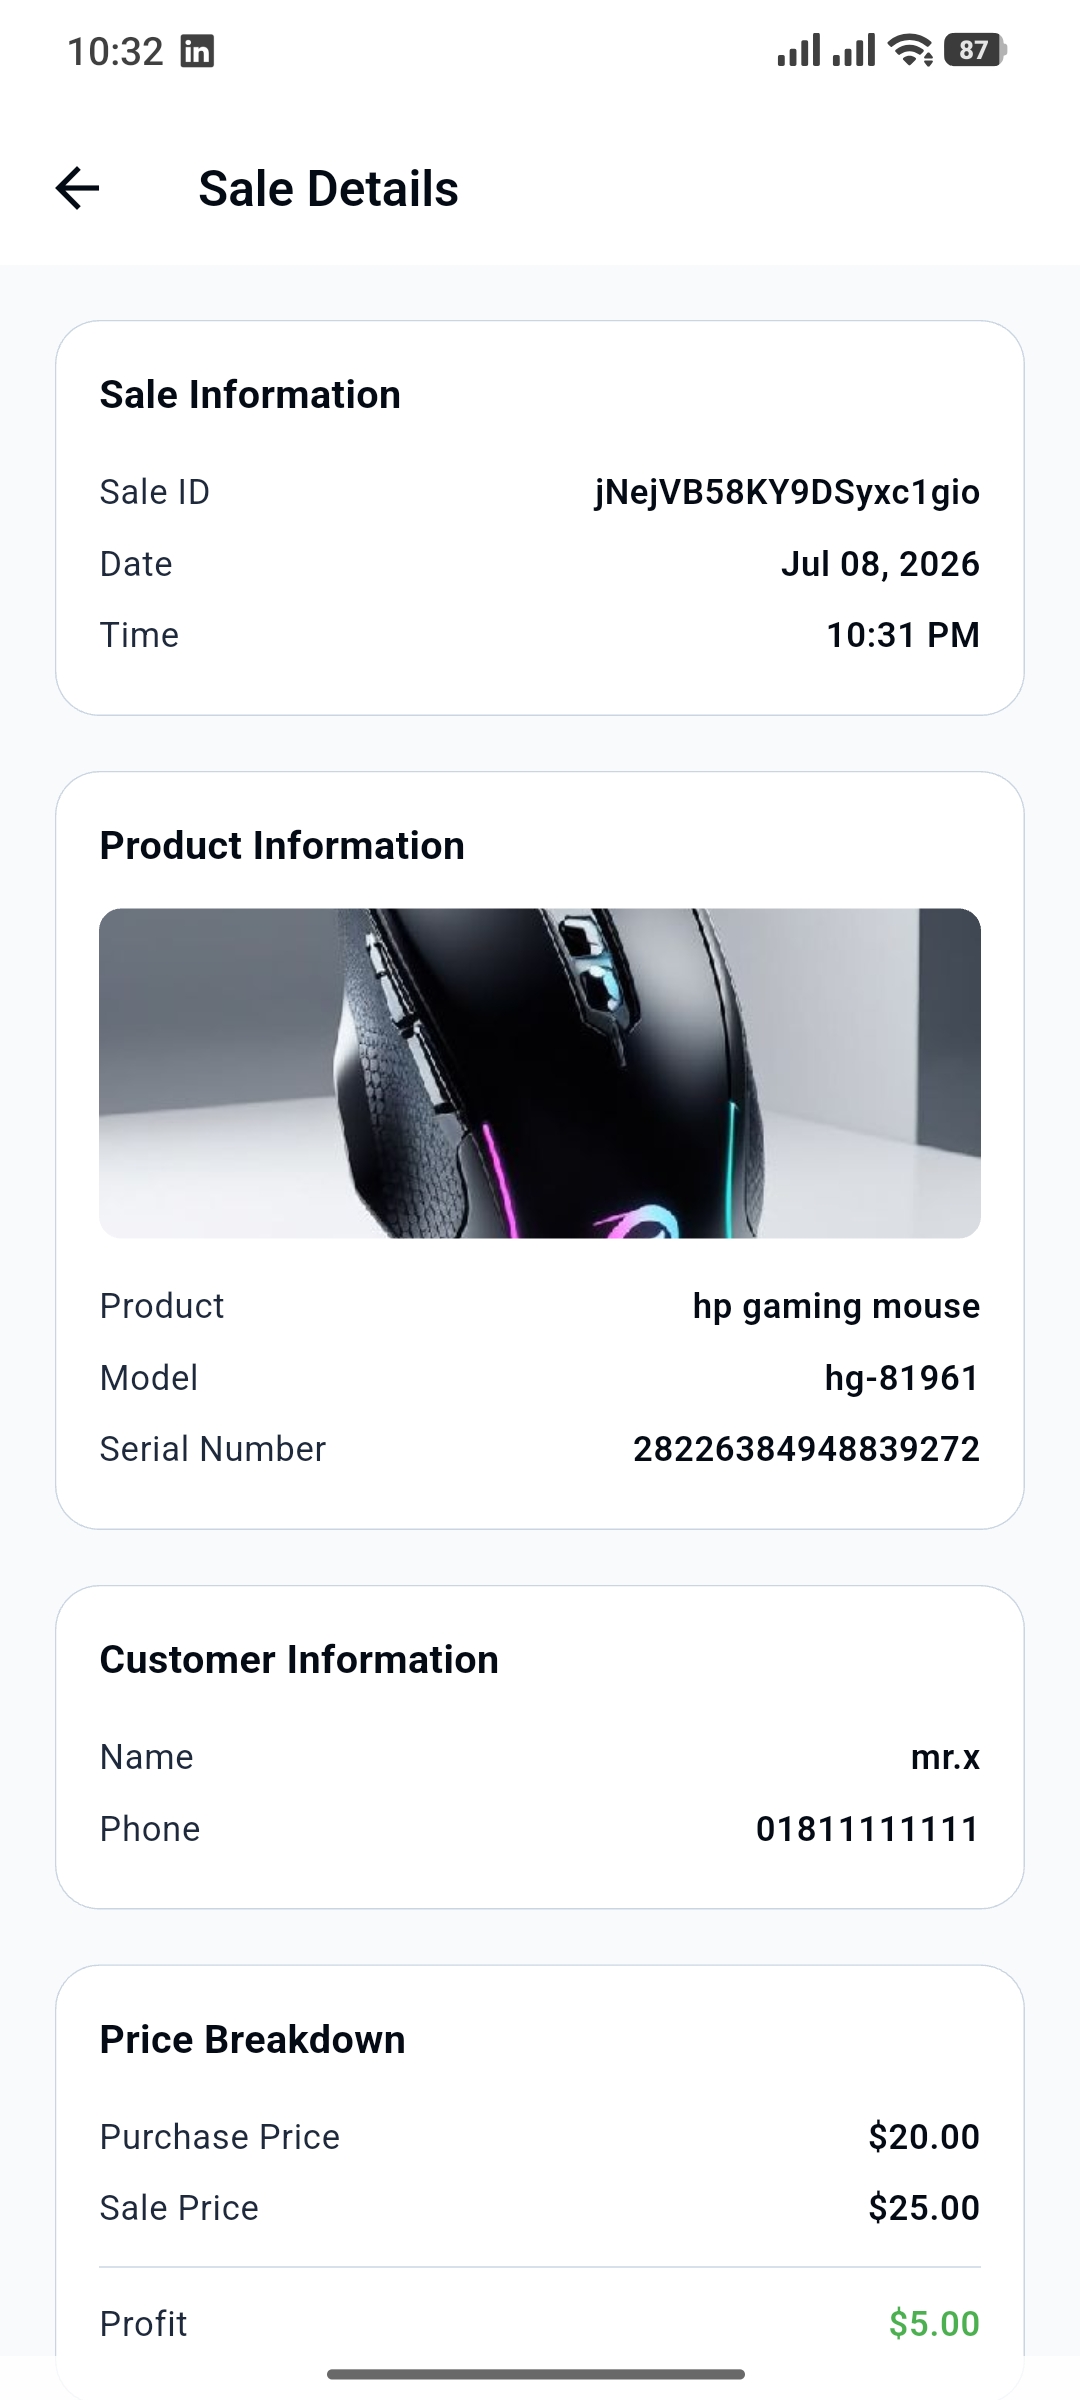 10:32 in 87
Sale Details
Sale Information
Sale ID jNejVB58KY9DSyxc1gio
Date Jul 08, 2026
Time 10:31 PM
Product Information
Product hp gaming mouse
Model hg-81961
Serial Number 28226384948839272
Customer Information
Name mr.x
Phone 01811111111
Price Breakdown
Purchase Price $20.00
Sale Price $25.00
Profit $5.00